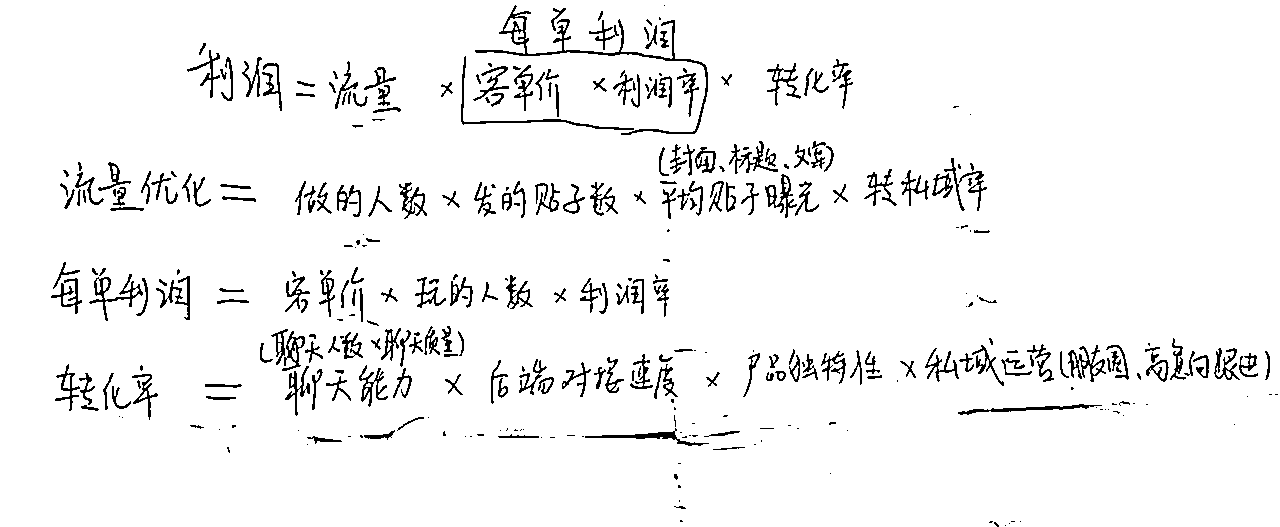 每单利润
利润=流量 × 客单价 × 利润率 × 转化率
(封面、标题、文案)
流量优化= 做的人数 × 发的贴子数 × 平均贴子曝光 × 转私域率
每单利润 = 客单价 × 玩的人数 × 利润率
(聊天人数 × 聊天质量)
转化率 = 聊天能力 × 后端对接速度 × 产品独特性 × 私域运营(朋友圈、高意向跟进)